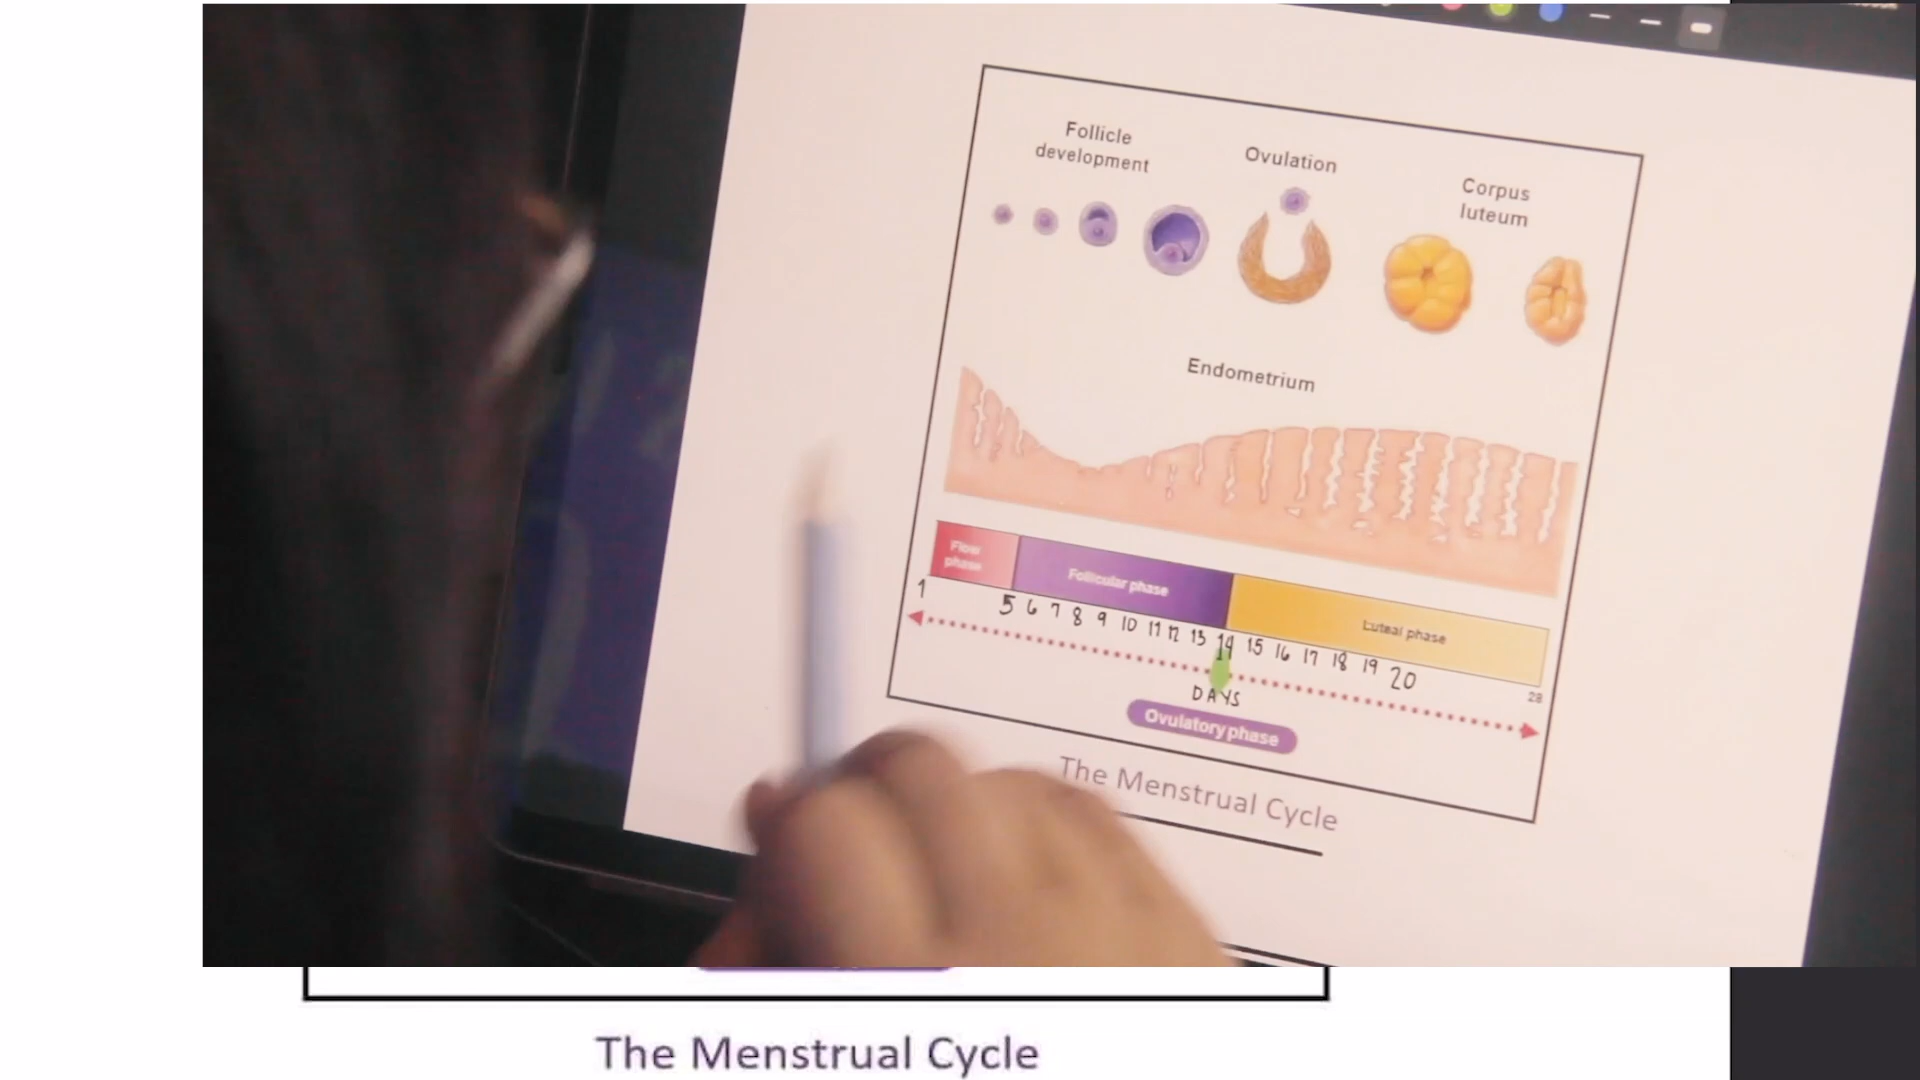 Follicle
development
Ovulation
Corpus
luteum
Endometrium
Flow
phase
Follicular phase
Luteal phase
1 5 6 7 8 9 10 11 12 13 14 15 16 17 18 19 20 28
DAYS
Ovulatory phase
The Menstrual Cycle
The Menstrual Cycle